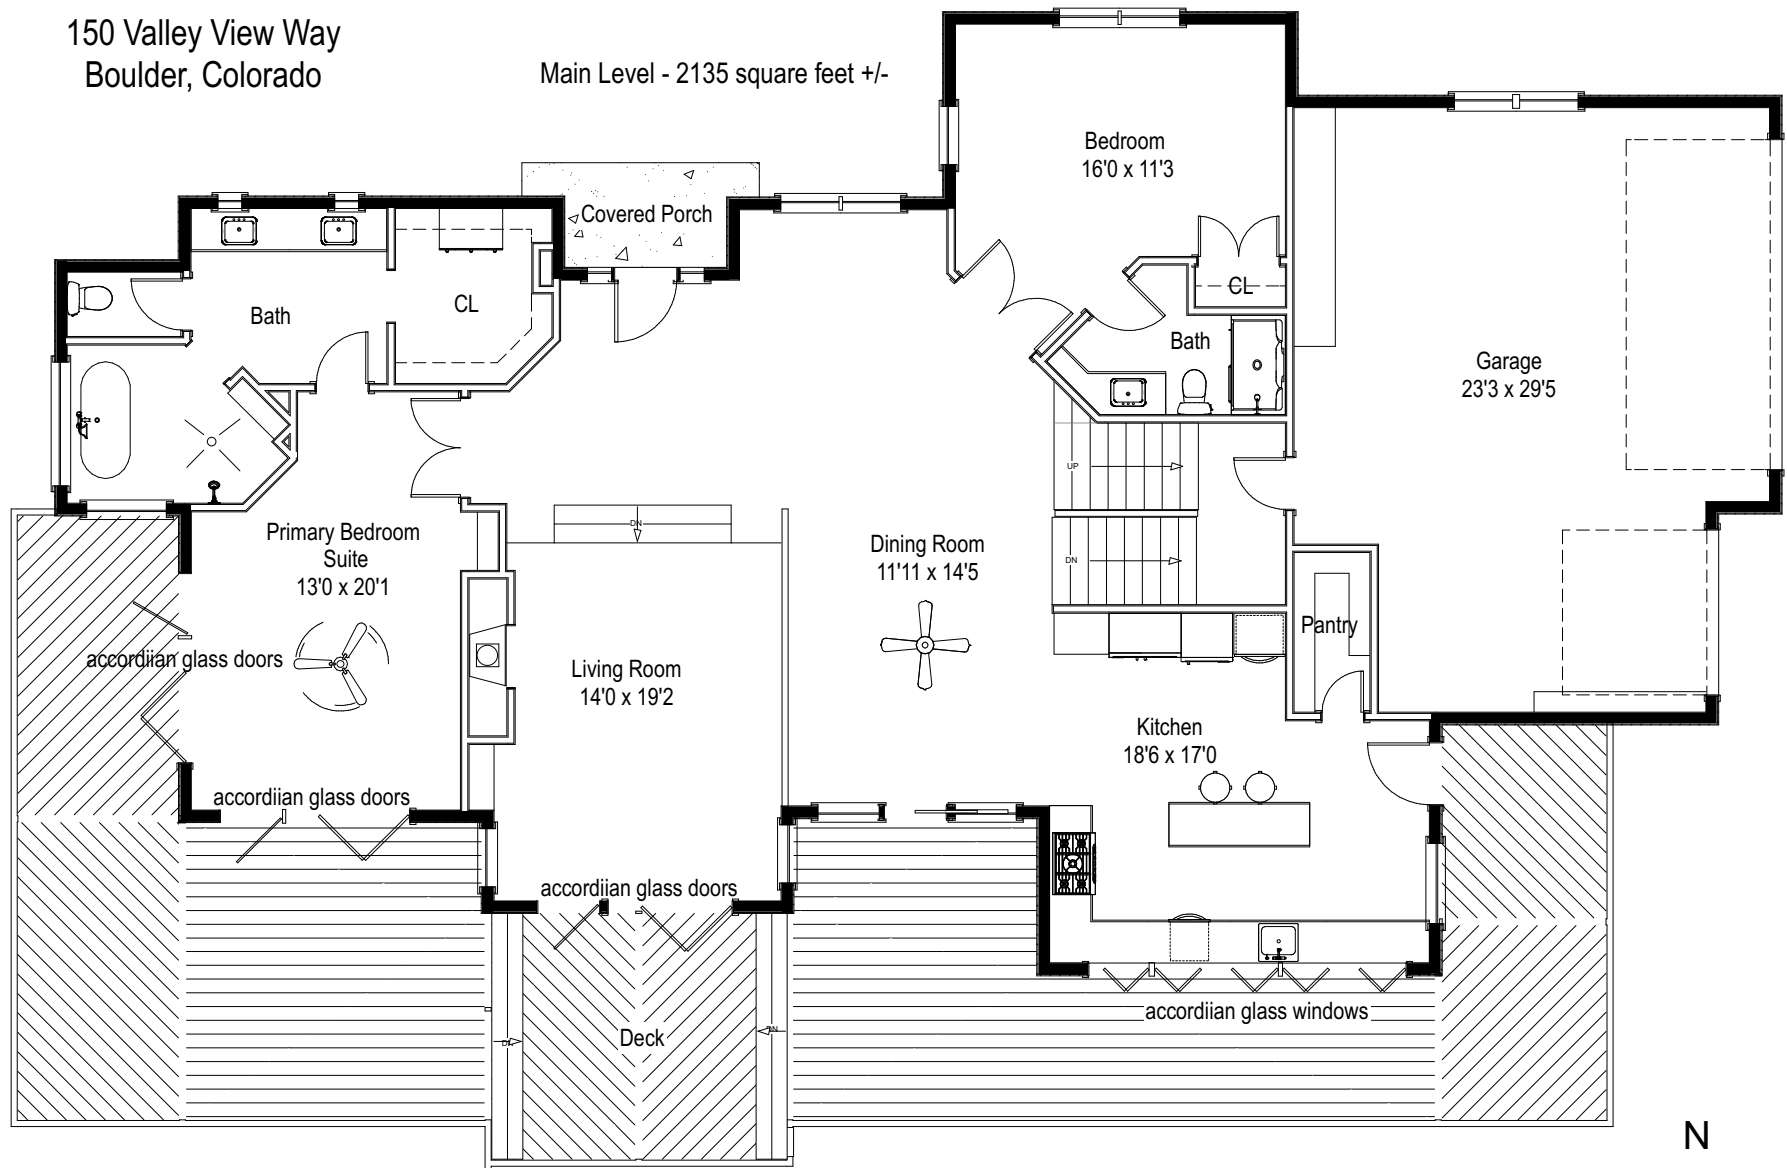 150 Valley View Way
Boulder, Colorado
Main Level - 2135 square feet +/-
Bedroom
16'0 x 11'3
Covered Porch
CL
Bath
CL
Bath
Garage
23'3 x 29'5
UP
DN
Primary Bedroom
Suite
13'0 x 20'1
Dining Room
11'11 x 14'5
DN
Pantry
accordiian glass doors
Living Room
14'0 x 19'2
Kitchen
18'6 x 17'0
accordiian glass doors
accordiian glass doors
accordiian glass windows
Deck
DN
N